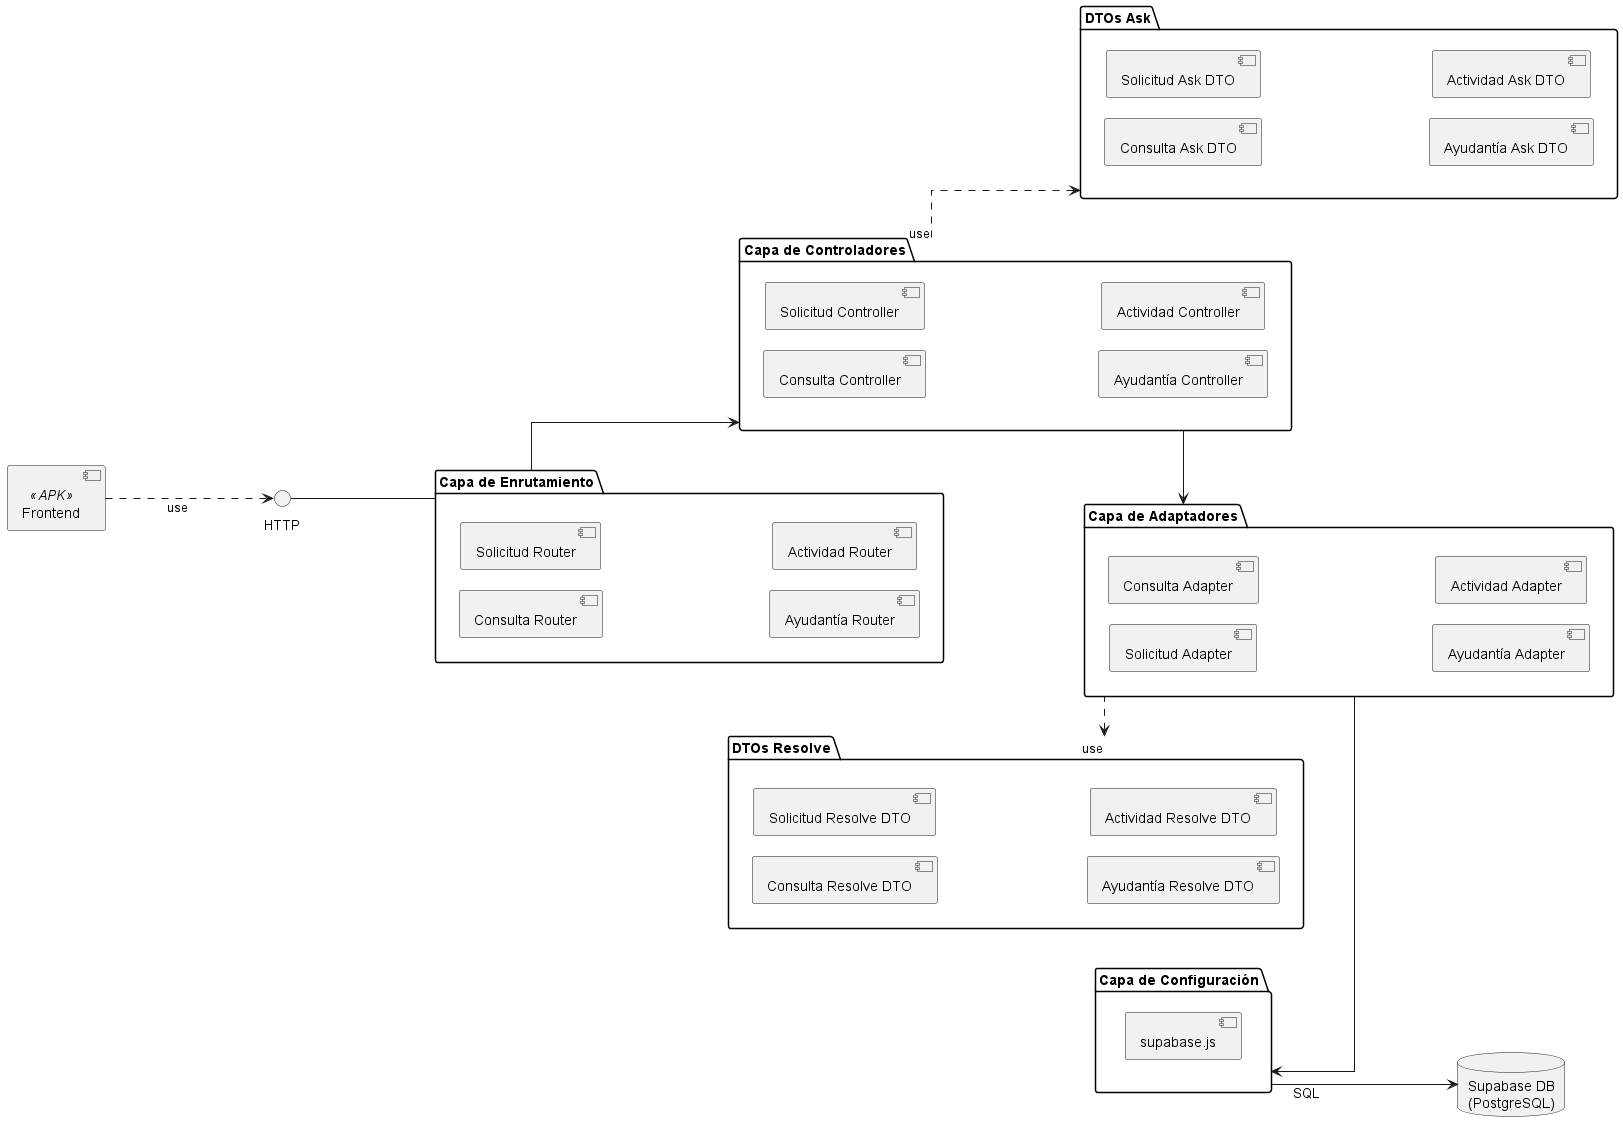 DTOs Ask
Solicitud Ask DTO
Actividad Ask DTO
Consulta Ask DTO
Ayudantía Ask DTO
use
Capa de Controladores
Solicitud Controller
Actividad Controller
Consulta Controller
Ayudantía Controller
«APK»
Frontend
use
HTTP
Capa de Enrutamiento
Solicitud Router
Actividad Router
Consulta Router
Ayudantía Router
Capa de Adaptadores
Consulta Adapter
Actividad Adapter
Solicitud Adapter
Ayudantía Adapter
use
DTOs Resolve
Solicitud Resolve DTO
Actividad Resolve DTO
Consulta Resolve DTO
Ayudantía Resolve DTO
Capa de Configuración
supabase.js
SQL
Supabase DB
(PostgreSQL)